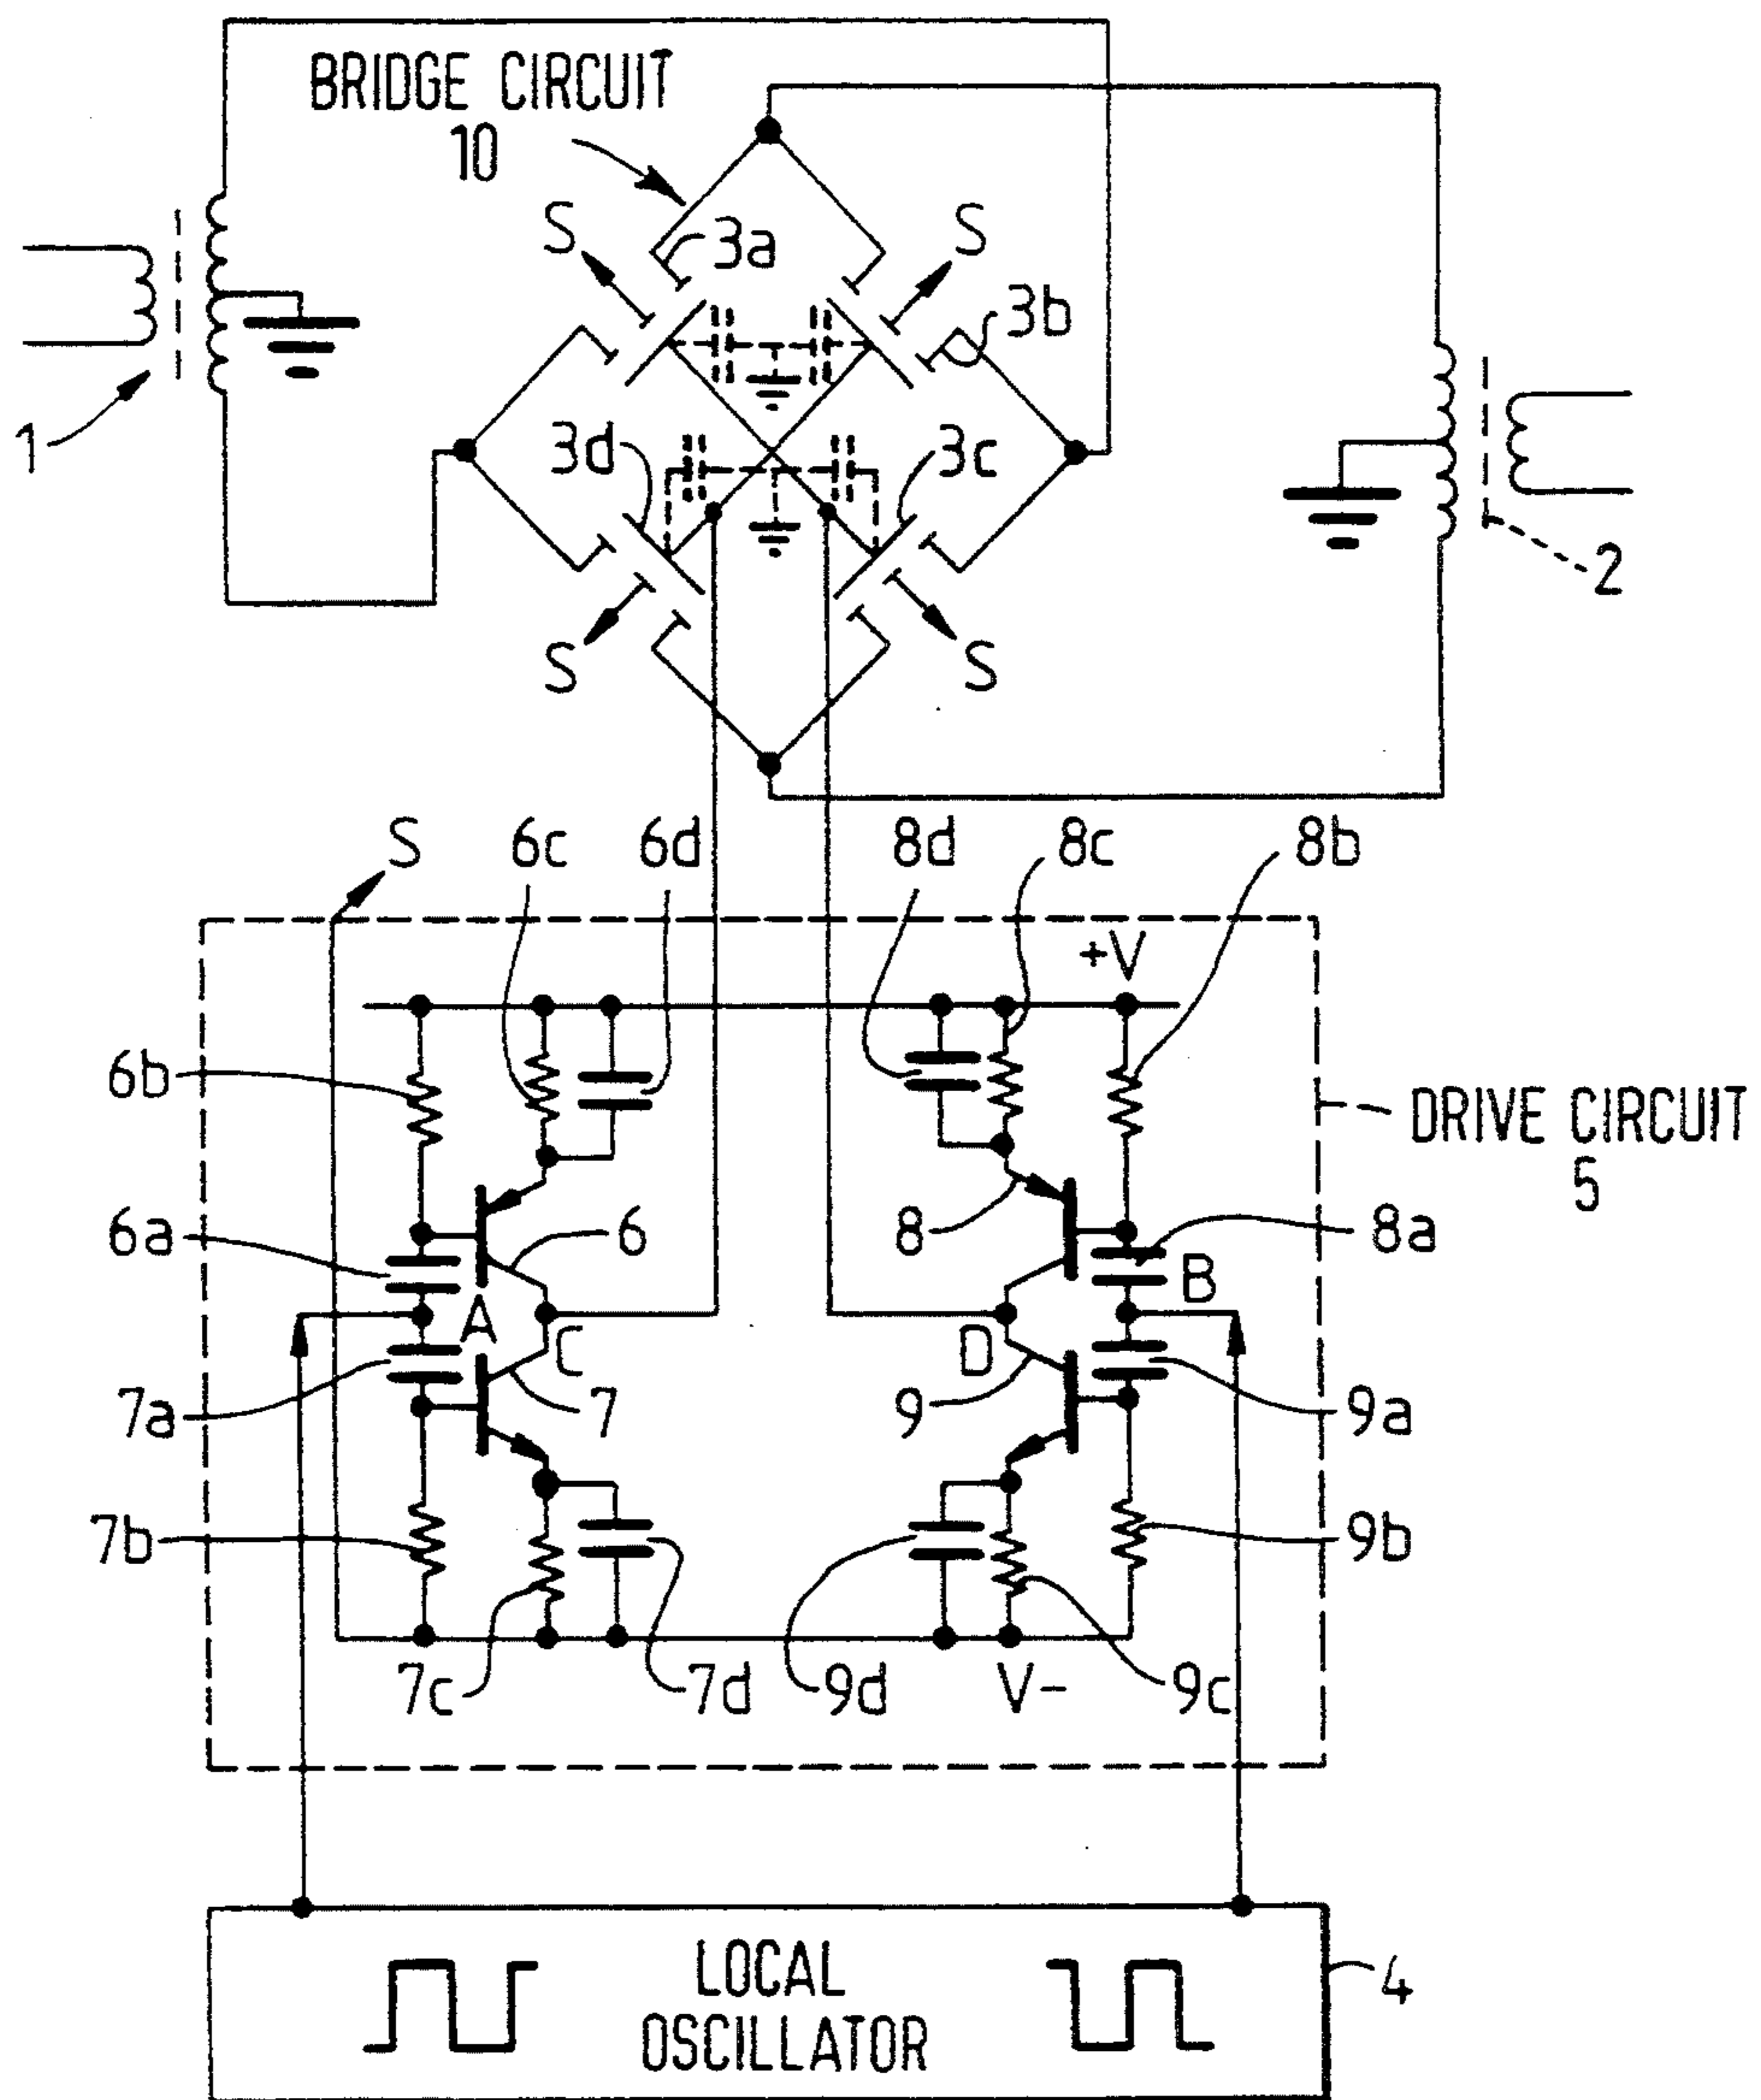 BRIDGE CIRCUIT
10
S
S
3a
3b
1
3d
3c
2
S
S
S
6c
6d
8d
8c
8b
+V
6b
DRIVE CIRCUIT
5
6a
6
8
8a
B
A
C
D
7a
7
9
9a
7b
9b
7c
7d
9d
V-
9c
LOCAL
OSCILLATOR
4